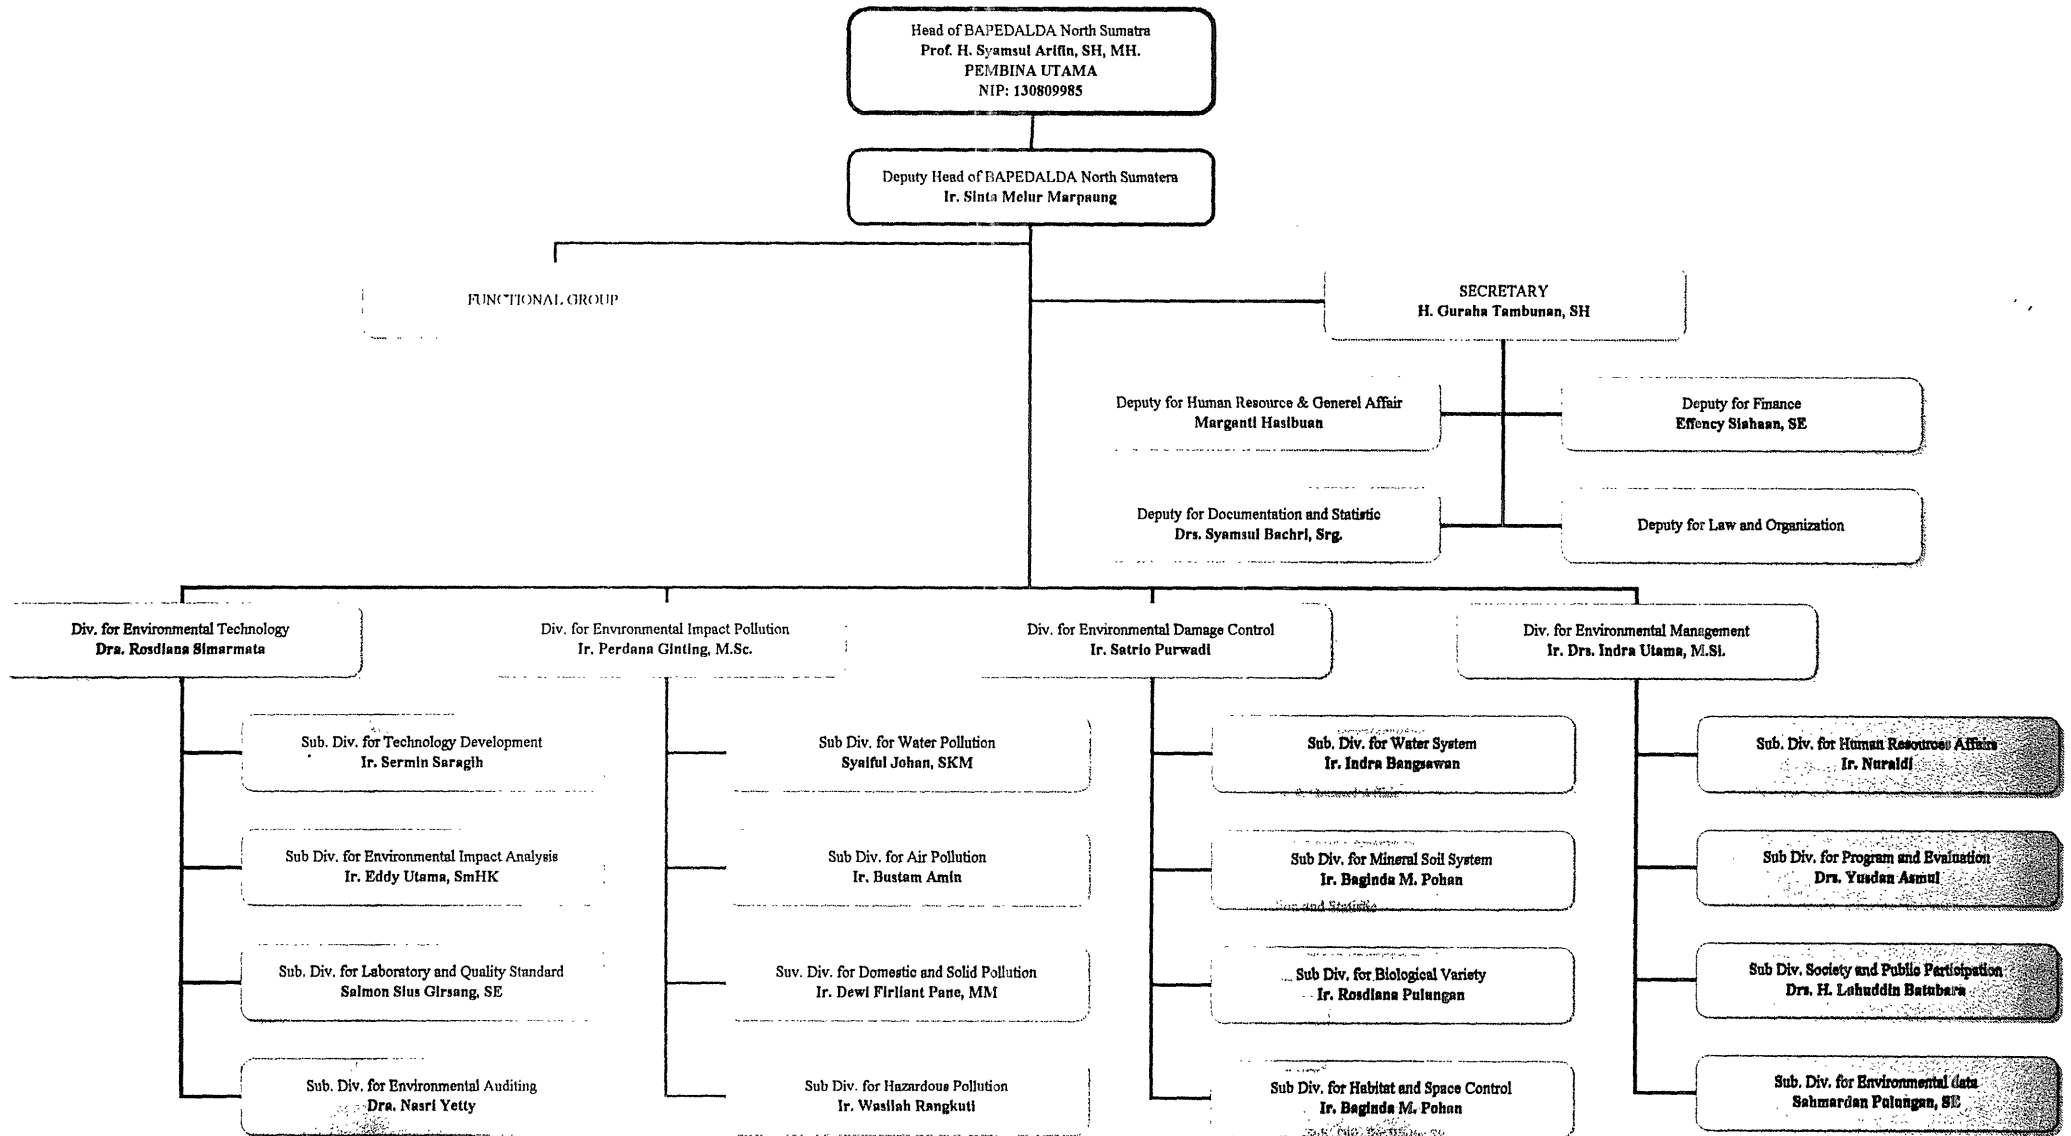 Head of BAPEDALDA North Sumatra
Prof. H. Syamsul Arifin, SH, MH.
PEMBINA UTAMA
NIP: 130809985
Deputy Head of BAPEDALDA North Sumatera
Ir. Sinta Melur Marpaung
FUNCTIONAL GROUP
SECRETARY
H. Guraha Tambunan, SH
Deputy for Human Resource & Generel Affair
Marganti Hasibuan
Deputy for Finance
Effency Siahaan, SE
Deputy for Documentation and Statistic
Drs. Syamsul Bachri, Srg.
Deputy for Law and Organization
Div. for Environmental Technology
Dra. Rosdiana Simarmata
Div. for Environmental Impact Pollution
Ir. Perdana Ginting, M.Sc.
Div. for Environmental Damage Control
Ir. Satrio Purwadi
Div. for Environmental Management
Ir. Drs. Indra Utama, M.Si.
Sub. Div. for Technology Development
Ir. Sermin Saragih
Sub Div. for Water Pollution
Syaiful Johan, SKM
Sub. Div. for Water System
Ir. Indra Bangsawan
Sub. Div. for Human Resources Affairs
Ir. Nuraidi
Sub Div. for Environmental Impact Analysis
Ir. Eddy Utama, SmHK
Sub Div. for Air Pollution
Ir. Bustam Amin
Sub Div. for Mineral Soil System
Ir. Baginda M. Pohan
Sub Div. for Program and Evaluation
Drs. Yusdan Asmul
Sub. Div. for Laboratory and Quality Standard
Salmon Sius Girsang, SE
Suv. Div. for Domestic and Solid Pollution
Ir. Dewi Firliant Pane, MM
Sub Div. for Biological Variety
Ir. Rosdiana Pulungan
Sub Div. Society and Public Participation
Drs. H. Lahuddin Batubara
Sub. Div. for Environmental Auditing
Dra. Nasri Yetty
Sub Div. for Hazardous Pollution
Ir. Wasilah Rangkuti
Sub Div. for Habitat and Space Control
Ir. Baginda M. Pohan
Sub. Div. for Environmental data
Sahmardan Pulungan, SE